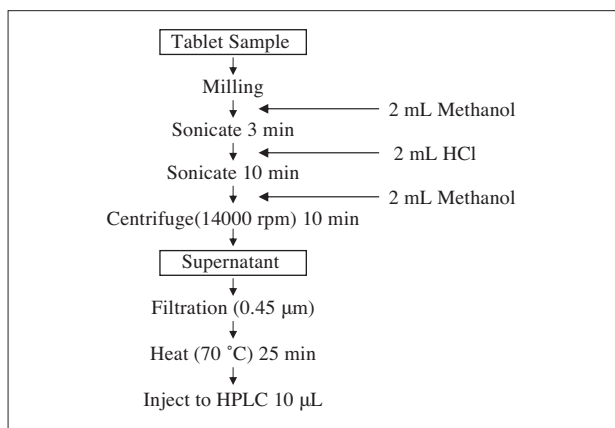 Tablet Sample
Milling
2 mL Methanol
Sonicate 3 min
2 mL HCl
Sonicate 10 min
2 mL Methanol
Centrifuge(14000 rpm) 10 min
Supernatant
Filtration (0.45 µm)
Heat (70 ˚C) 25 min
Inject to HPLC 10 µL